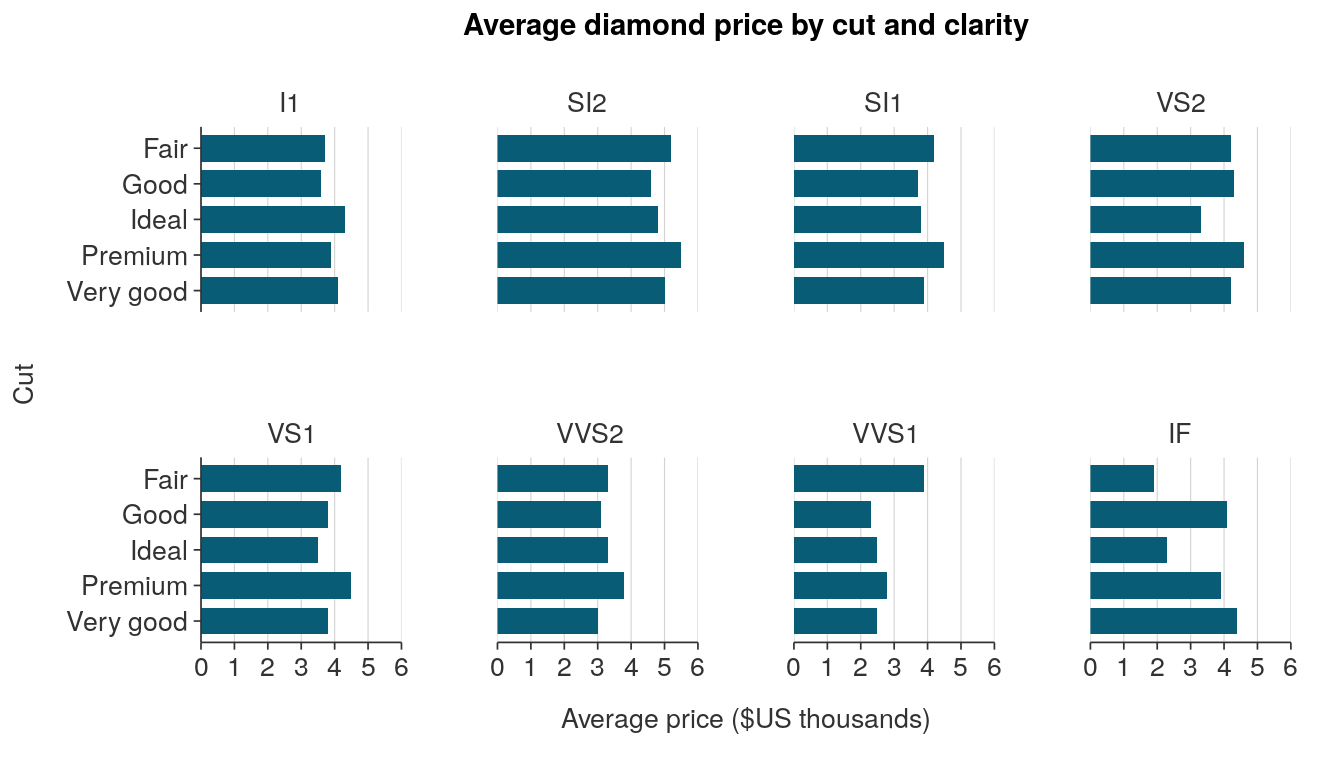 Average diamond price by cut and clarity
I1
SI2
SI1
VS2
Fair
Good
Ideal
Premium
Very good
Cut
VS1
VVS2
VVS1
IF
Fair
Good
Ideal
Premium
Very good
0 1 2 3 4 5 6
0 1 2 3 4 5 6
0 1 2 3 4 5 6
0 1 2 3 4 5 6
Average price ($US thousands)